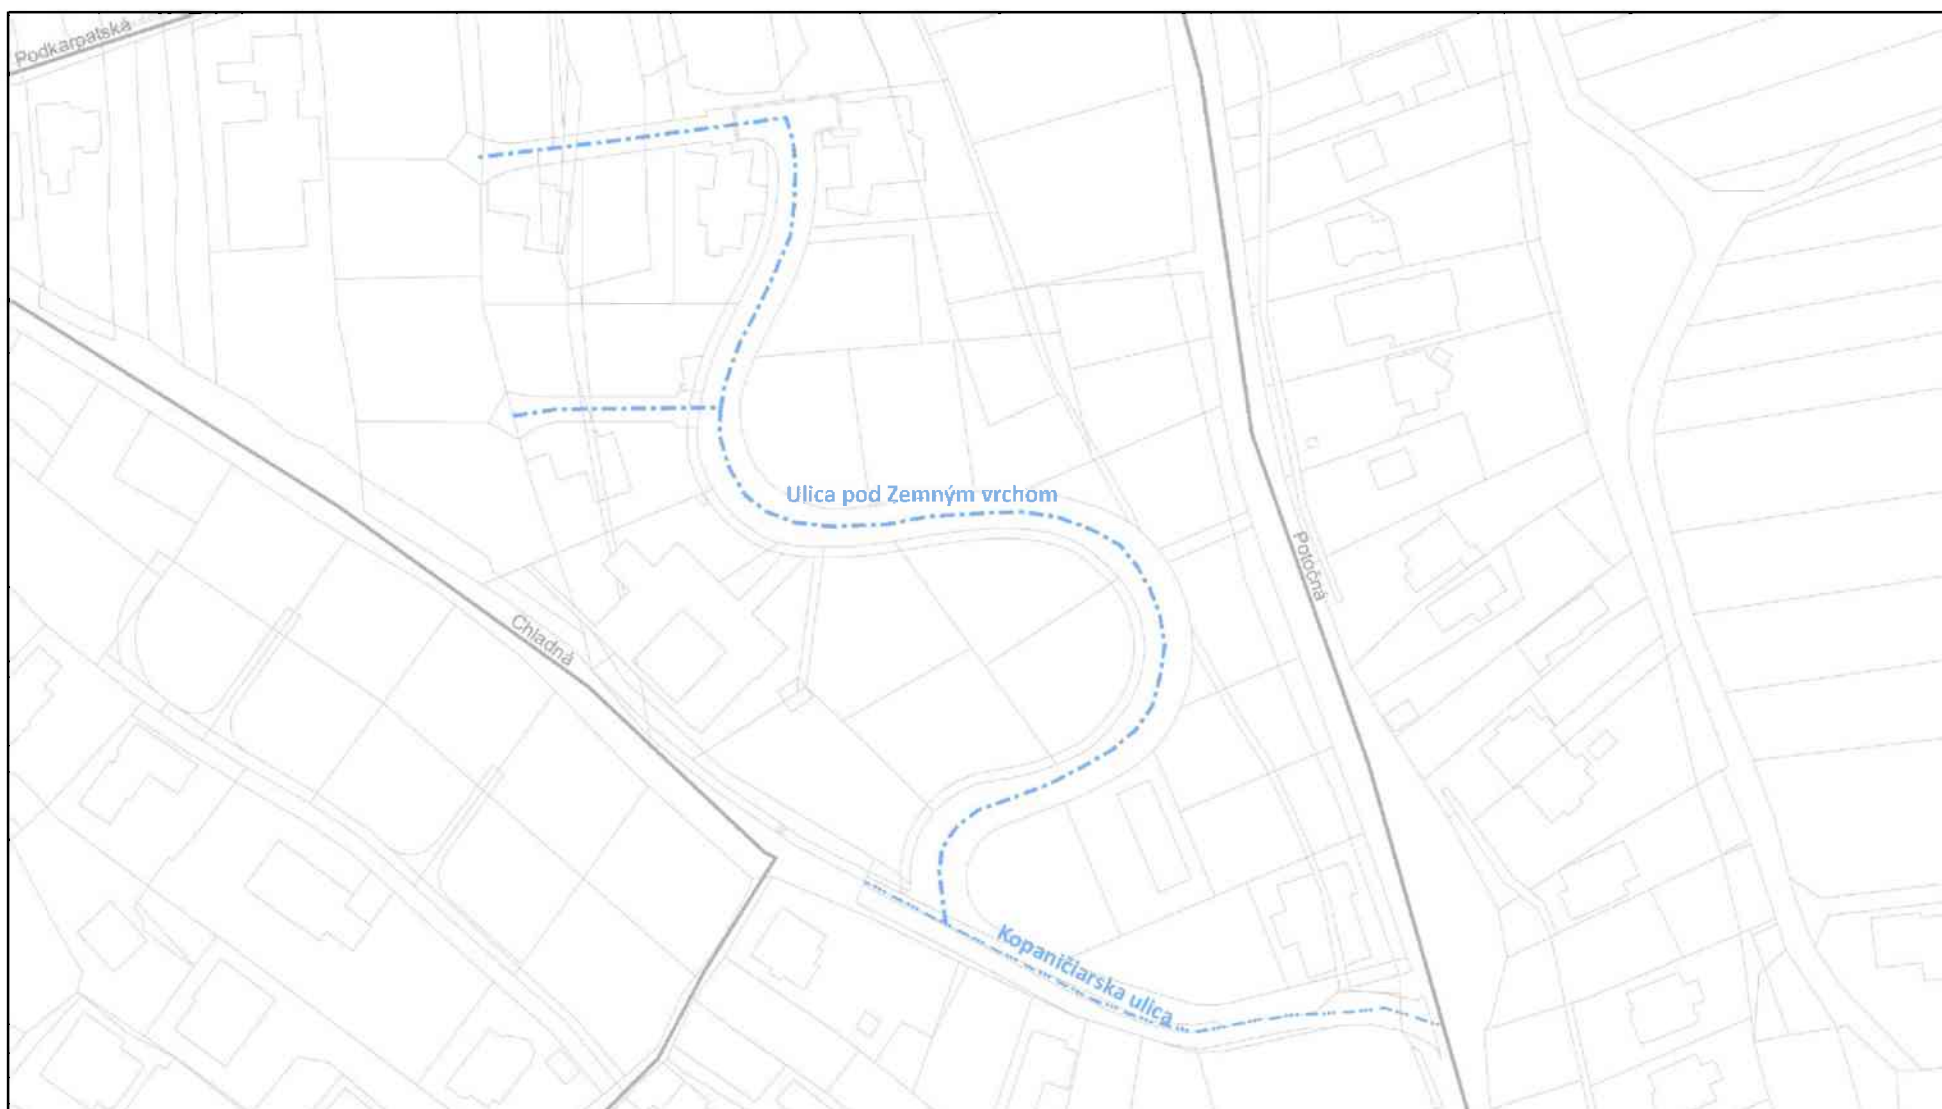 Podkarpatská
Ulica pod Zemným vrchom
Potočná
Chladná
Kopaničiarska ulica